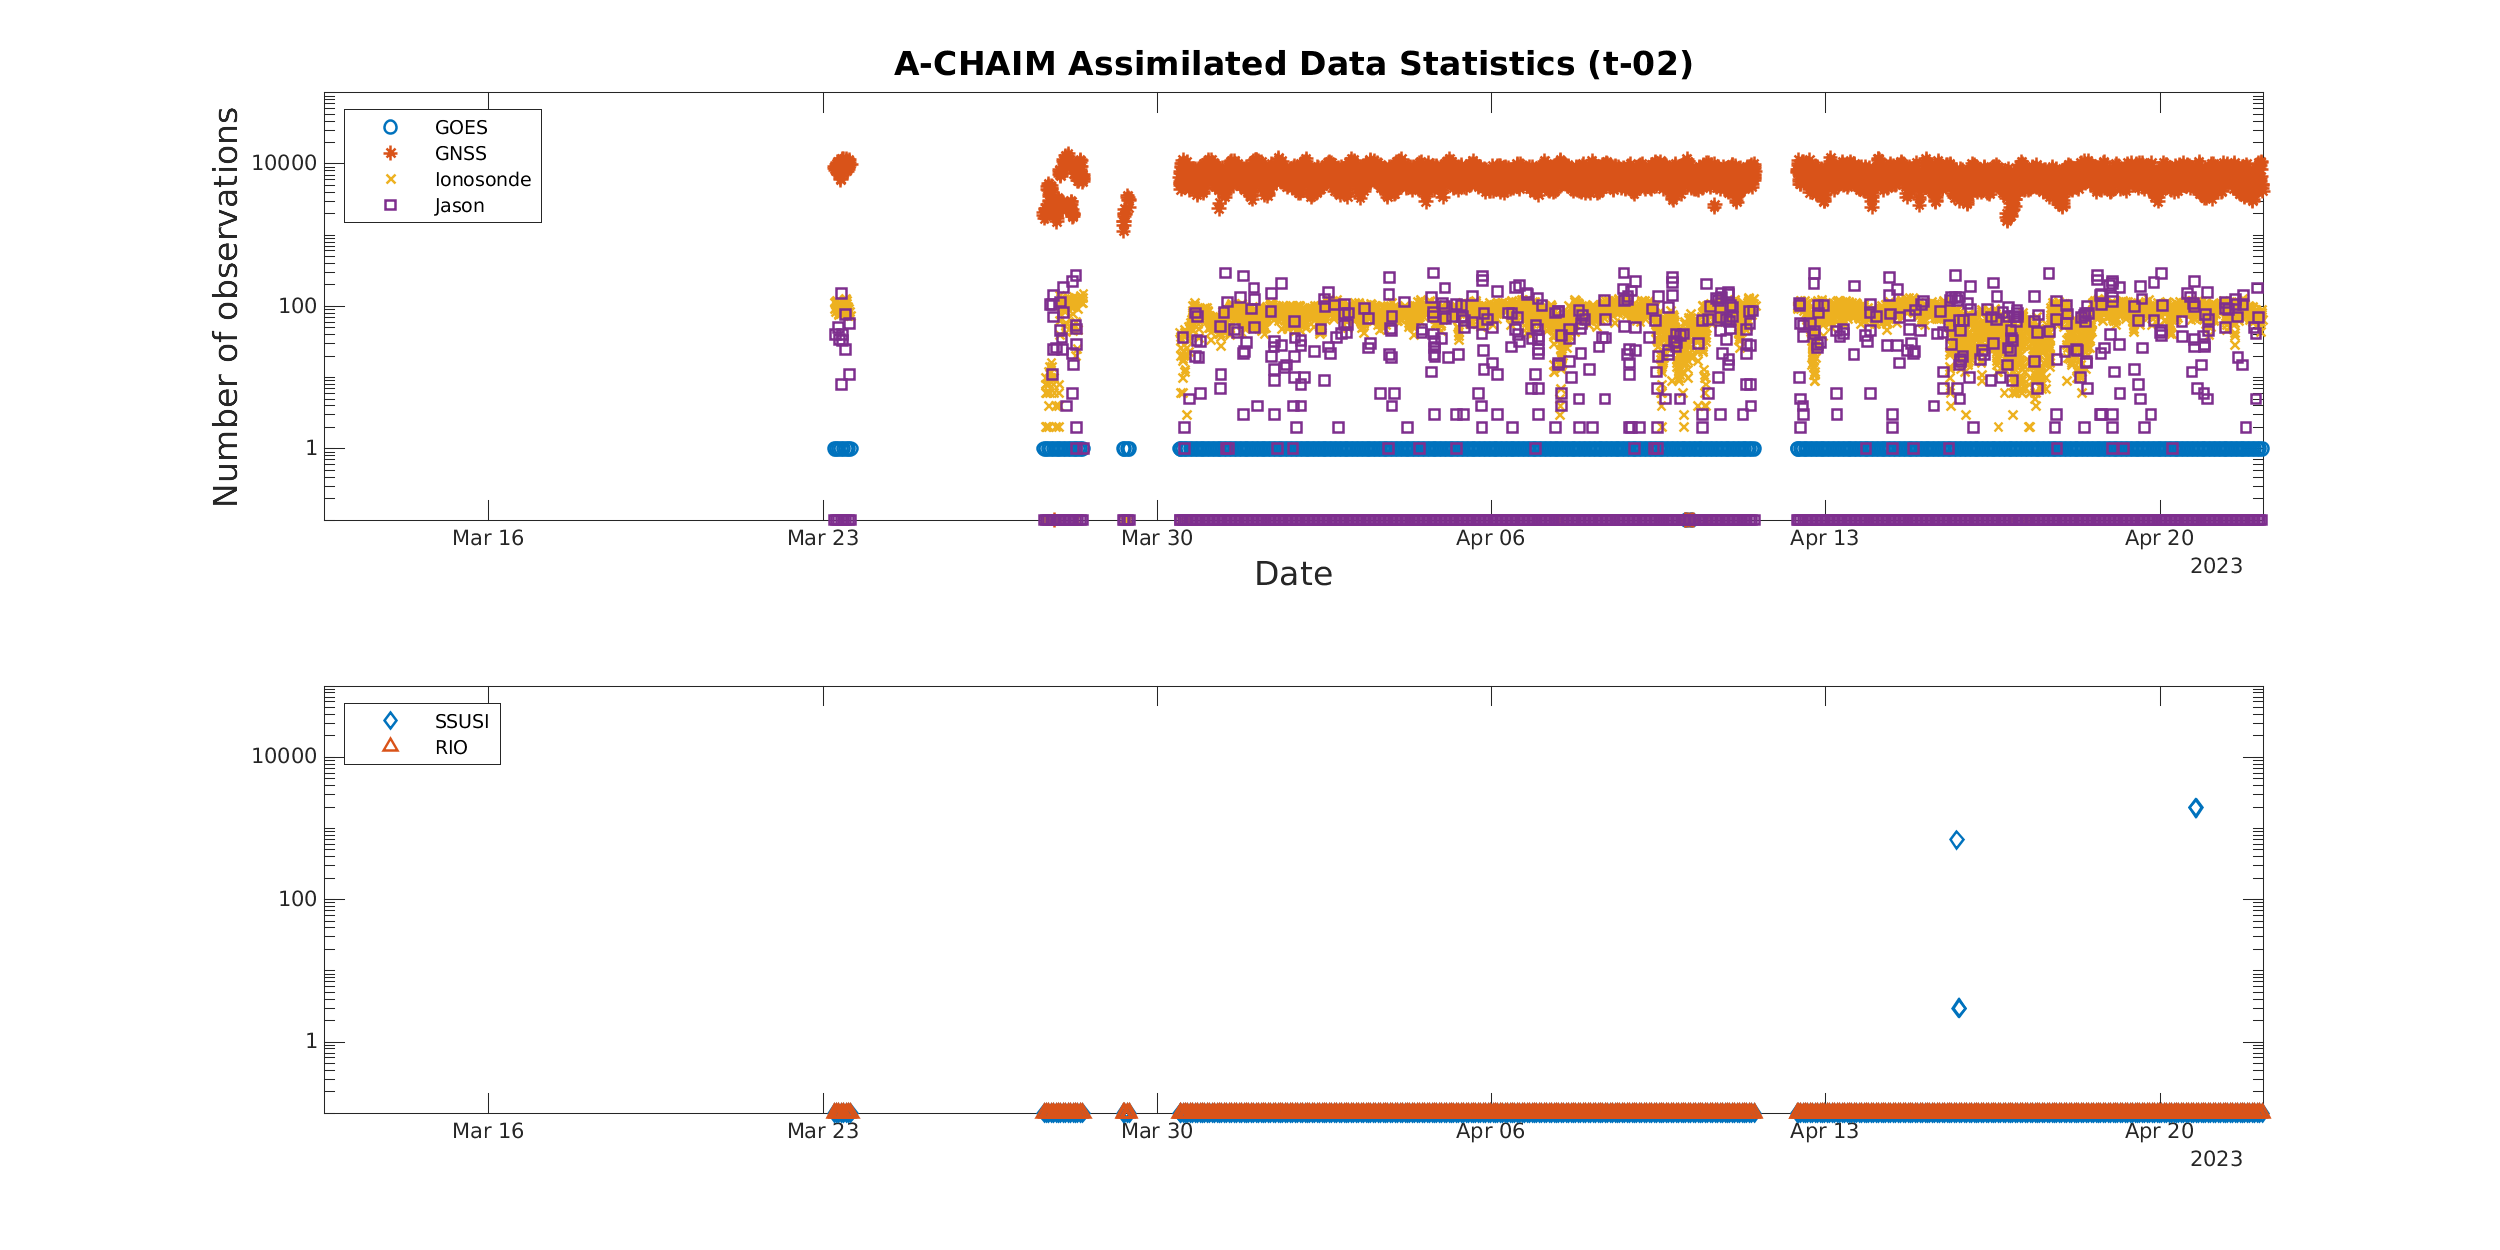 A-CHAIM Assimilated Data Statistics (t-02)
Number of observations
10000
100
1
GOES
GNSS
Ionosonde
Jason
Mar 16
Mar 23
Mar 30
Apr 06
Apr 13
Apr 20
2023
Date
10000
100
1
SSUSI
RIO
Mar 16
Mar 23
Mar 30
Apr 06
Apr 13
Apr 20
2023